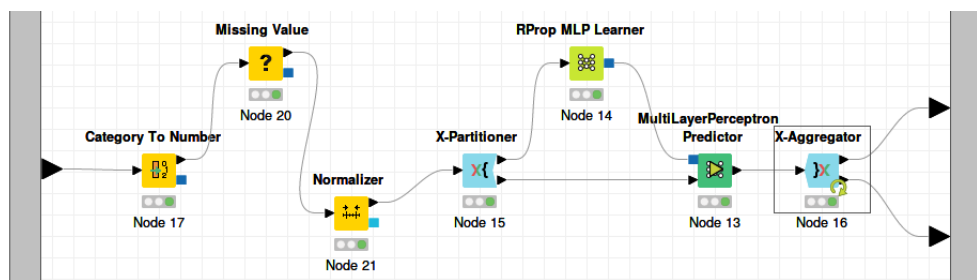 Missing Value
?
Node 20
RProp MLP Learner
Node 14
Category To Number
Node 17
Normalizer
Node 21
X-Partitioner
X{
Node 15
MultiLayerPerceptron
Predictor
Node 13
X-Aggregator
}X
Node 16